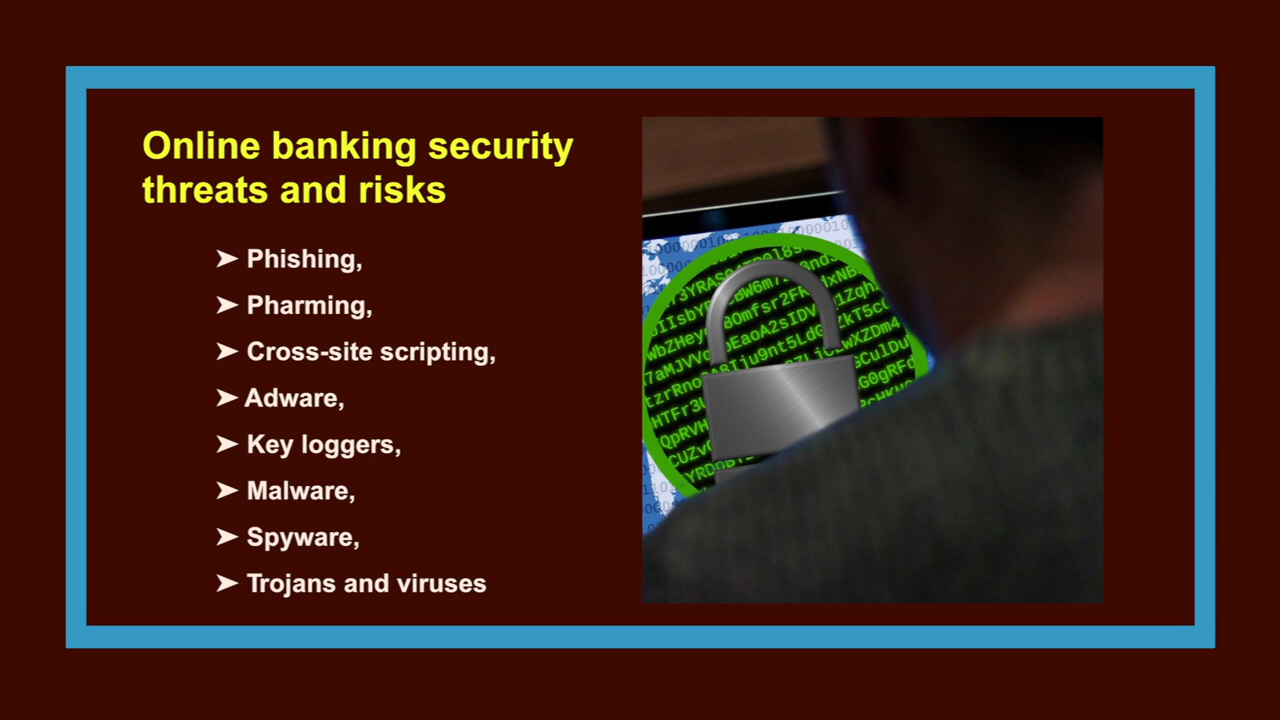 Online banking security
threats and risks
➤ Phishing,
➤ Pharming,
➤ Cross-site scripting,
➤ Adware,
➤ Key loggers,
➤ Malware,
➤ Spyware,
➤ Trojans and viruses